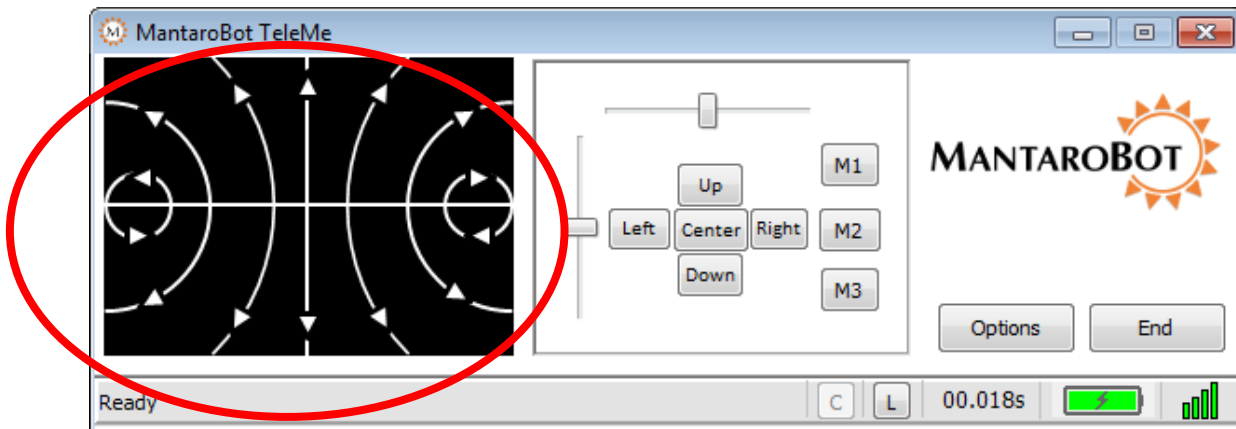 MantaroBot TeleMe
M1
MANTAROBOT
Up
Left Center Right M2
Down
M3
Options End
Ready C L 00.018s